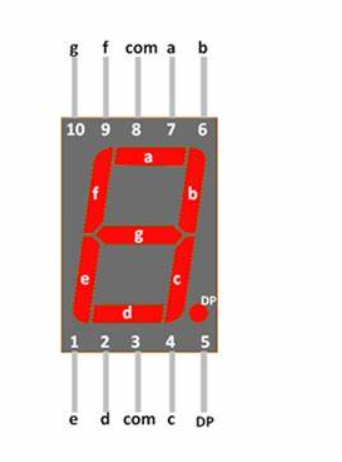 g f com a b
10 9 8 7 6
a
f b
g
e c
d DP
1 2 3 4 5
e d com c DP